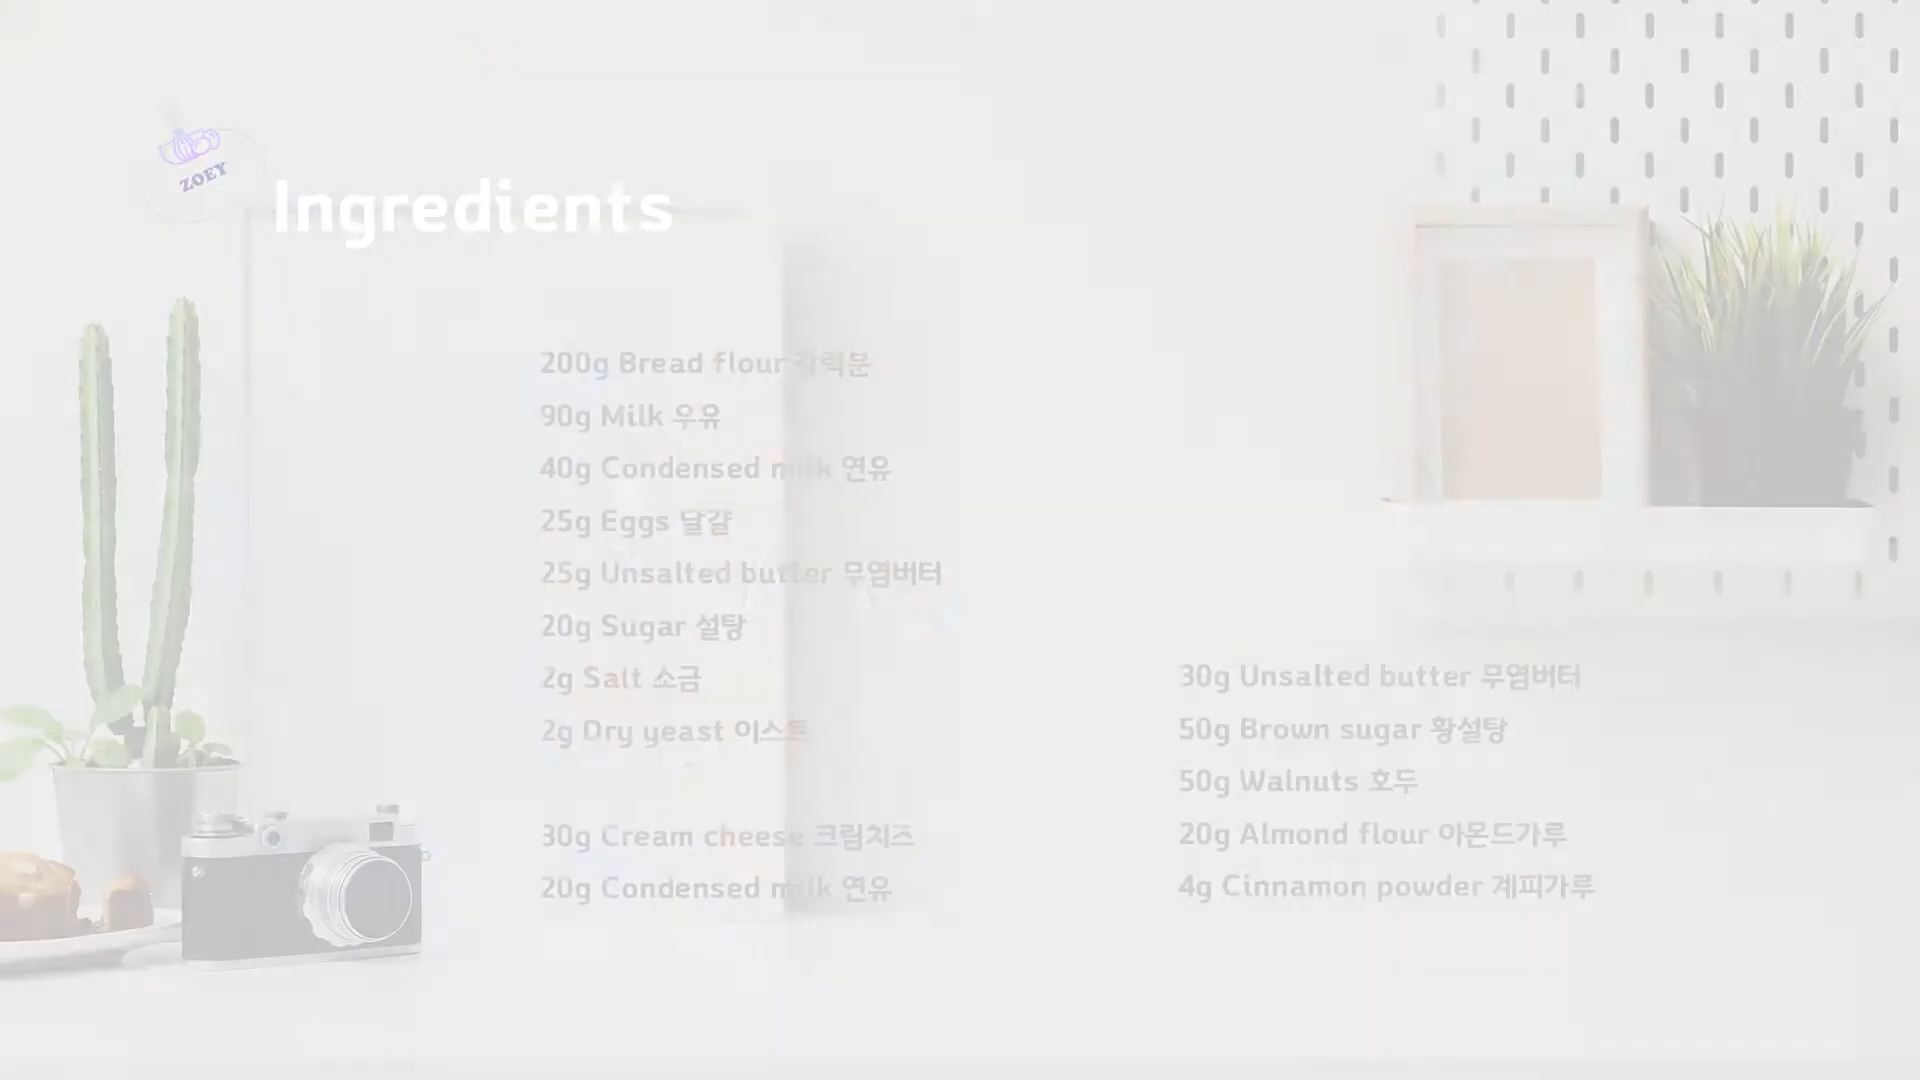 ZOEY
Ingredients
200g Bread flour 강력분
90g Milk 우유
40g Condensed milk 연유
25g Eggs 달걀
25g Unsalted butter 무염버터
20g Sugar 설탕
2g Salt 소금
2g Dry yeast 이스트
30g Cream cheese 크림치즈
20g Condensed milk 연유
30g Unsalted butter 무염버터
50g Brown sugar 황설탕
50g Walnuts 호두
20g Almond flour 아몬드가루
4g Cinnamon powder 계피가루